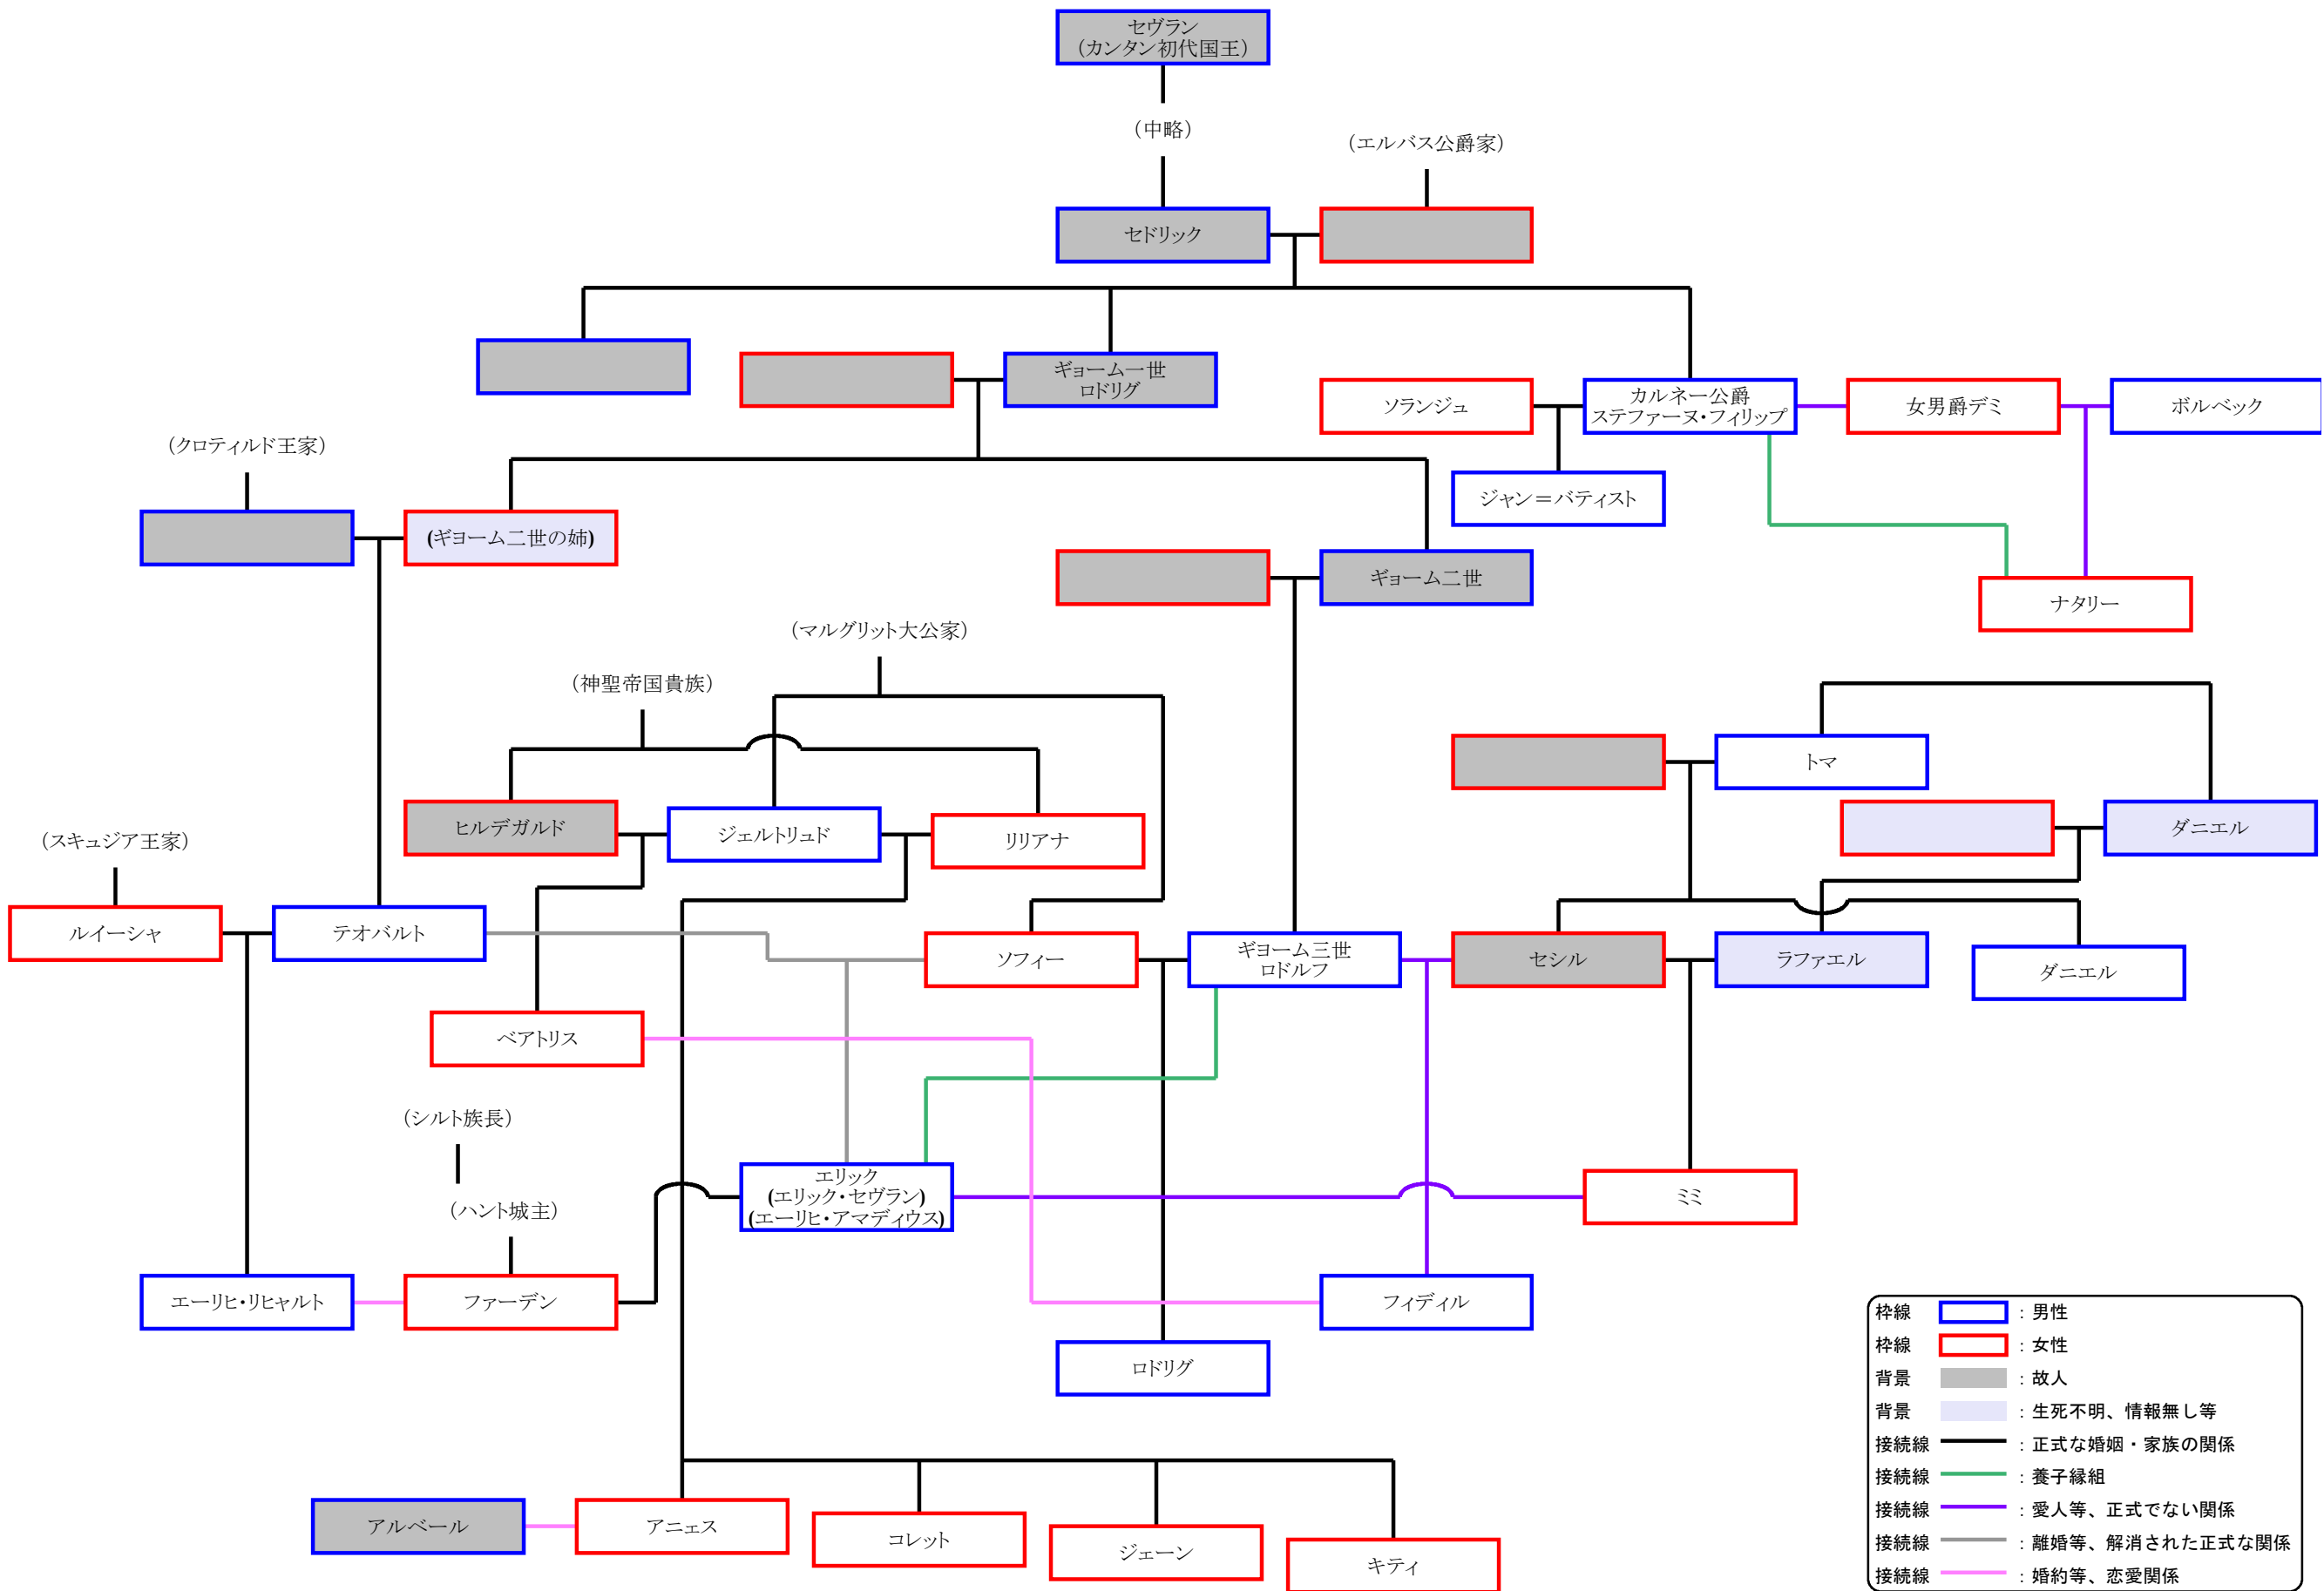 セヴラン
（カンタン初代国王）
（中略）
（エルバス公爵家）
セドリック
ギョーム一世
ロドリグ
ソランジュ
カルネー公爵
ステファーヌ・フィリップ
女男爵デミ
ボルベック
（クロティルド王家）
ジャン＝バティスト
(ギヨーム二世の姉)
ギョーム二世
ナタリー
（マルグリット大公家）
（神聖帝国貴族）
トマ
ヒルデガルド
ジェルトリュド
リリアナ
ダニエル
（スキュジア王家）
ルイーシャ
テオバルト
ソフィー
ギヨーム三世
ロドルフ
セシル
ラファエル
ダニエル
ベアトリス
（シルト族長）
エリック
(エリック・セヴラン)
(エーリヒ・アマディウス)
ミミ
（ハント城主）
エーリヒ・リヒャルト
ファーデン
フィディル
ロドリグ
アルベール
アニェス
コレット
ジェーン
キティ
枠線 ：男性
枠線 ：女性
背景 ：故人
背景 ：生死不明、情報無し等
接続線 ：正式な婚姻・家族の関係
接続線 ：養子縁組
接続線 ：愛人等、正式でない関係
接続線 ：離婚等、解消された正式な関係
接続線 ：婚約等、恋愛関係